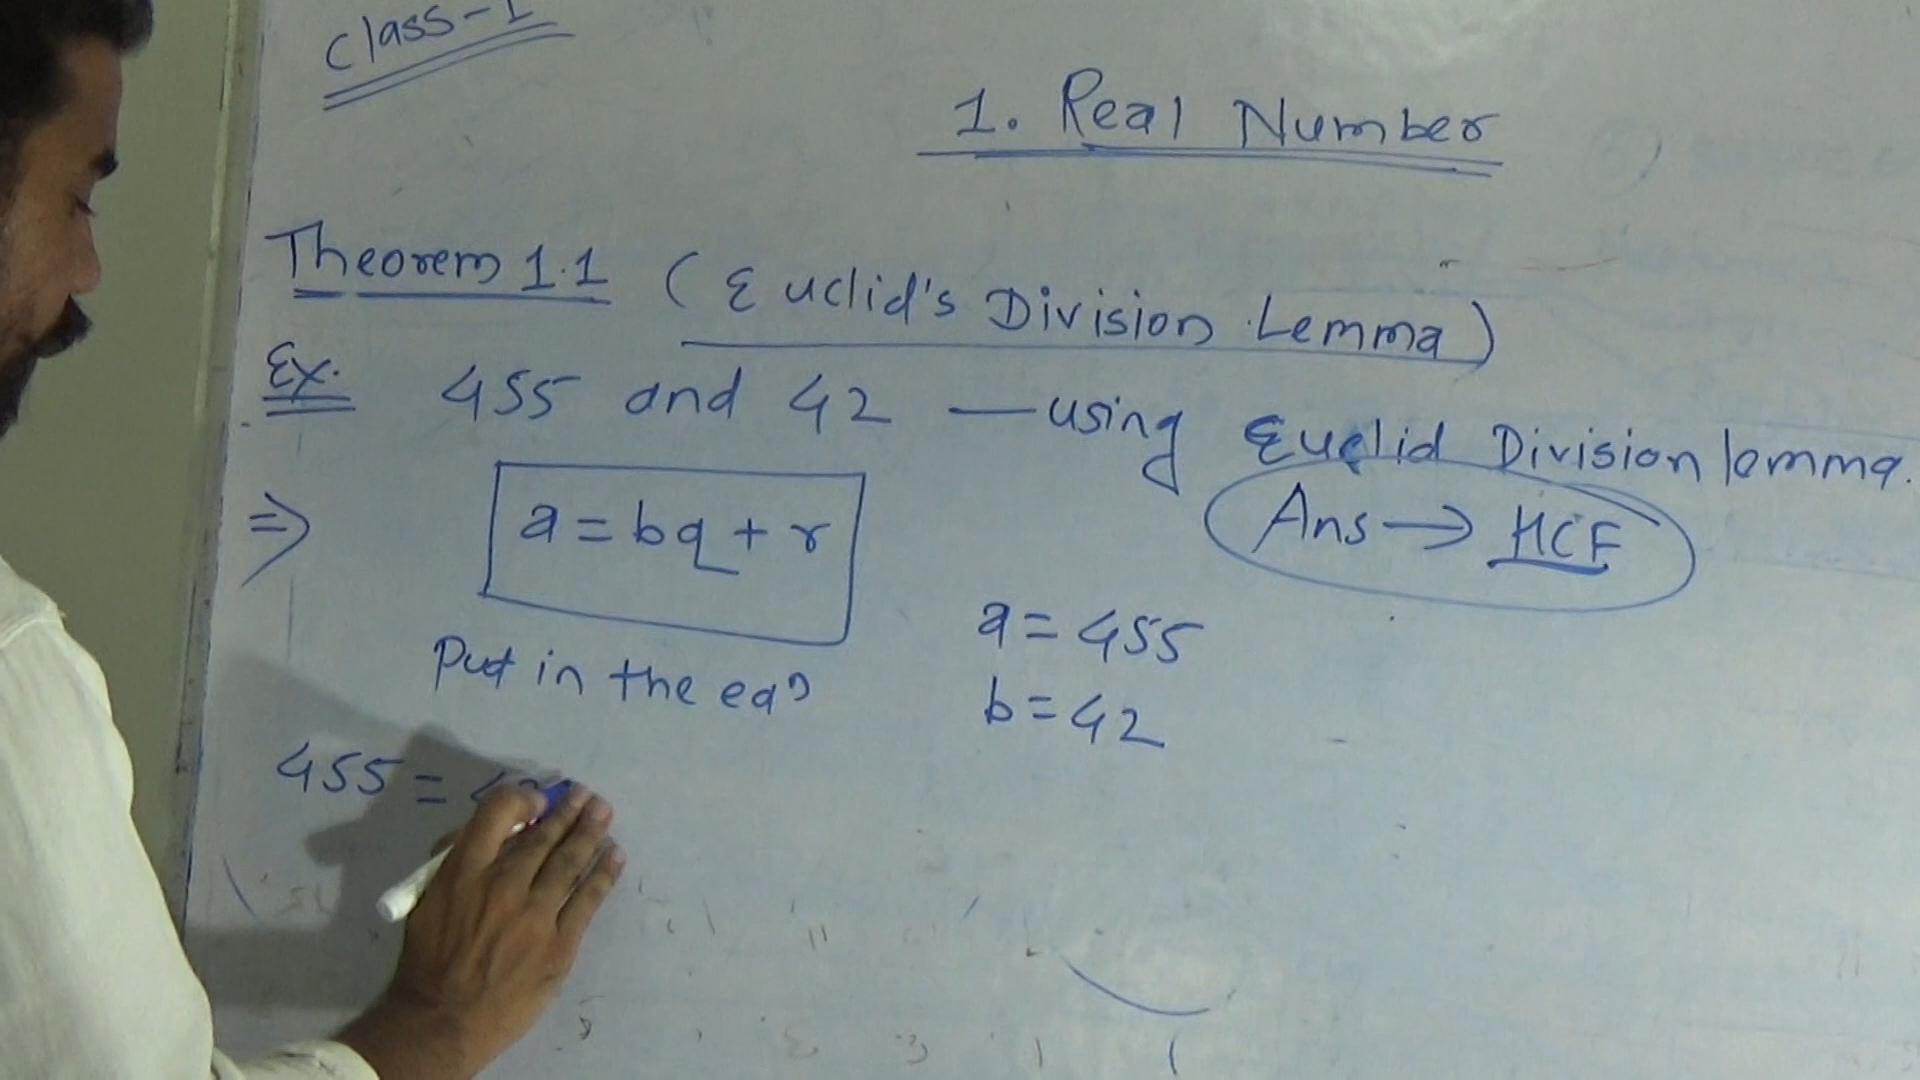 Class-1
1. Real Number
Theorem 1.1 (Euclid's Division Lemma)
Ex. 455 and 42 — using Euclid Division lemma.
⇒ a = bq + r
Ans → HCF
a = 455
Put in the eqn
b = 42
455 =